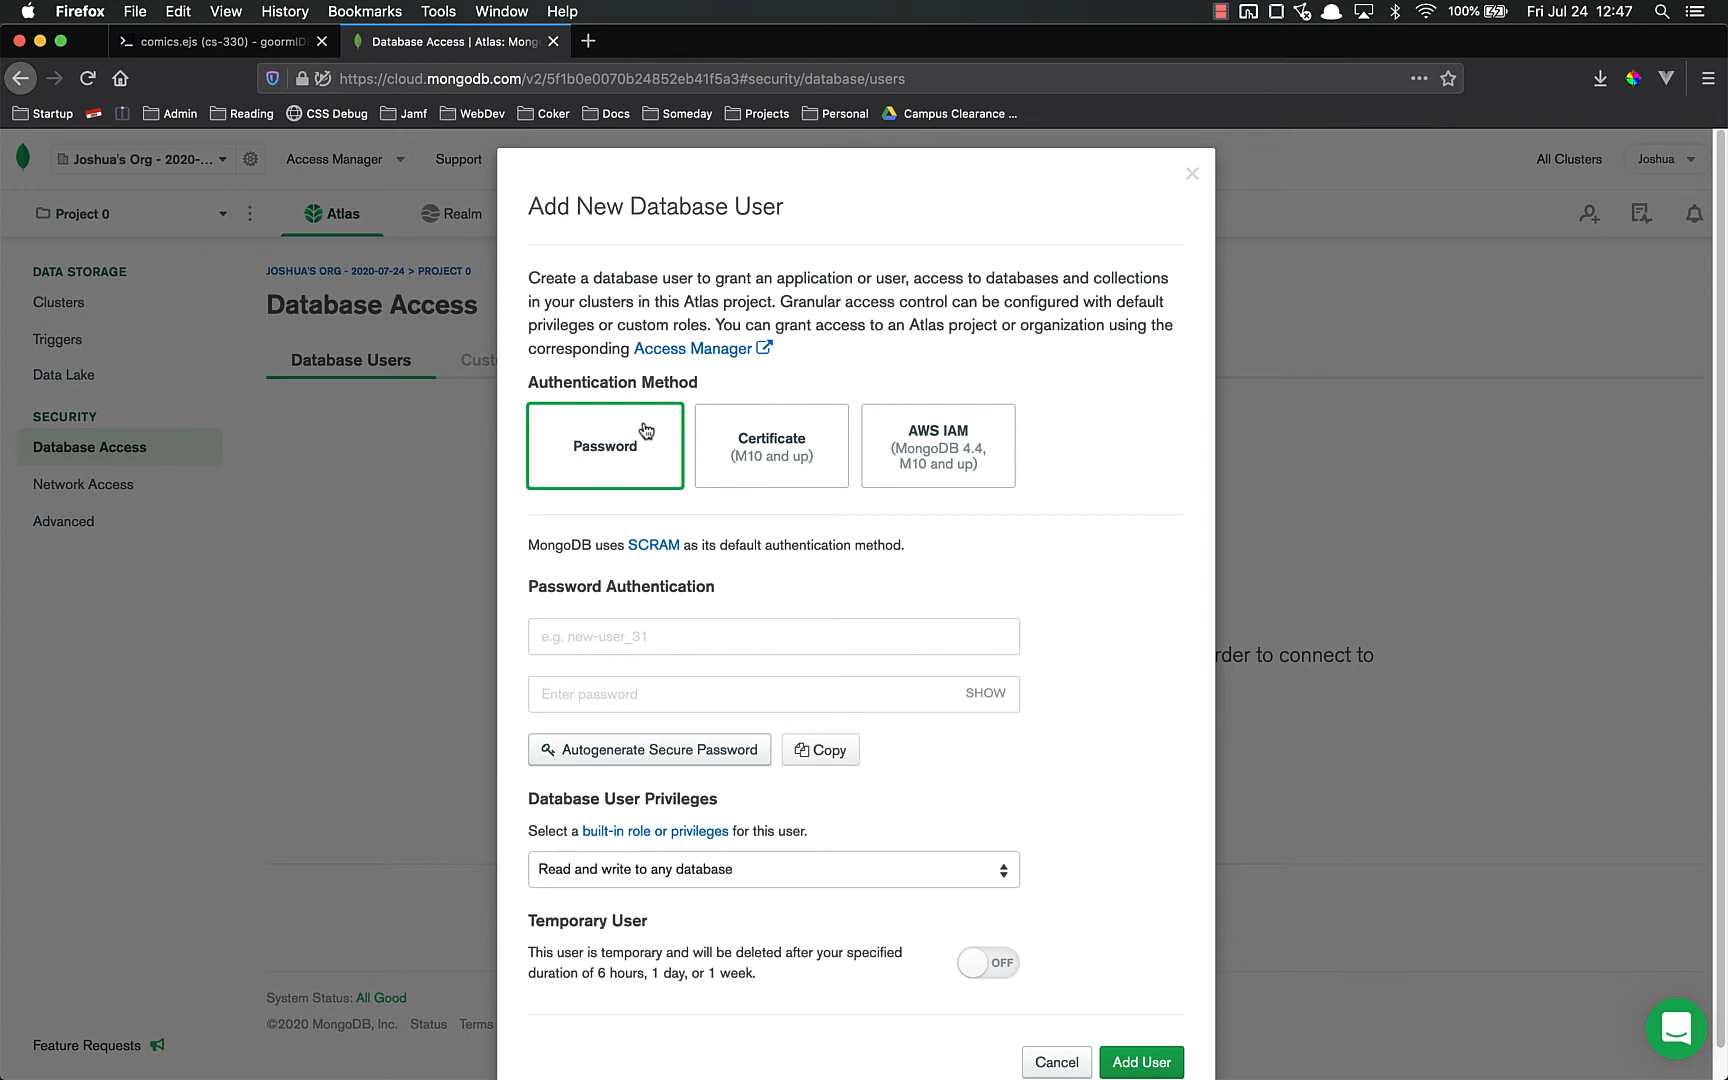 Firefox File Edit View History Bookmarks Tools Window Help 100% Fri Jul 24 12:47
comics.ejs (cs-330) - goormID
Database Access | Atlas: Mong
https://cloud.mongodb.com/v2/5f1b0e0070b24852eb41f5a3#security/database/users
Startup Admin Reading CSS Debug Jamf WebDev Coker Docs Someday Projects Personal Campus Clearance ...
Joshua's Org - 2020-... Access Manager Support All Clusters Joshua
Project 0 Atlas Realm
DATA STORAGE
Clusters
Triggers
Data Lake
SECURITY
Database Access
Network Access
Advanced
Feature Requests
JOSHUA'S ORG - 2020-07-24 > PROJECT 0
Database Access
Database Users Cust
rder to connect to
System Status: All Good
©2020 MongoDB, Inc. Status Terms
Add New Database User
Create a database user to grant an application or user, access to databases and collections
in your clusters in this Atlas project. Granular access control can be configured with default
privileges or custom roles. You can grant access to an Atlas project or organization using the
corresponding Access Manager
Authentication Method
Password
Certificate
(M10 and up)
AWS IAM
(MongoDB 4.4,
M10 and up)
MongoDB uses SCRAM as its default authentication method.
Password Authentication
e.g. new-user_31
Enter password SHOW
Autogenerate Secure Password Copy
Database User Privileges
Select a built-in role or privileges for this user.
Read and write to any database
Temporary User
This user is temporary and will be deleted after your specified
duration of 6 hours, 1 day, or 1 week.
OFF
Cancel Add User